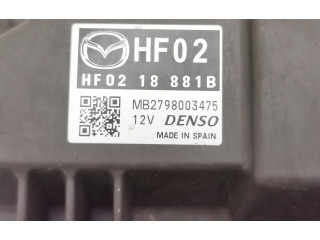 HF02
HF02 18 881B
MB2798003475
12V DENSO
MADE IN SPAIN